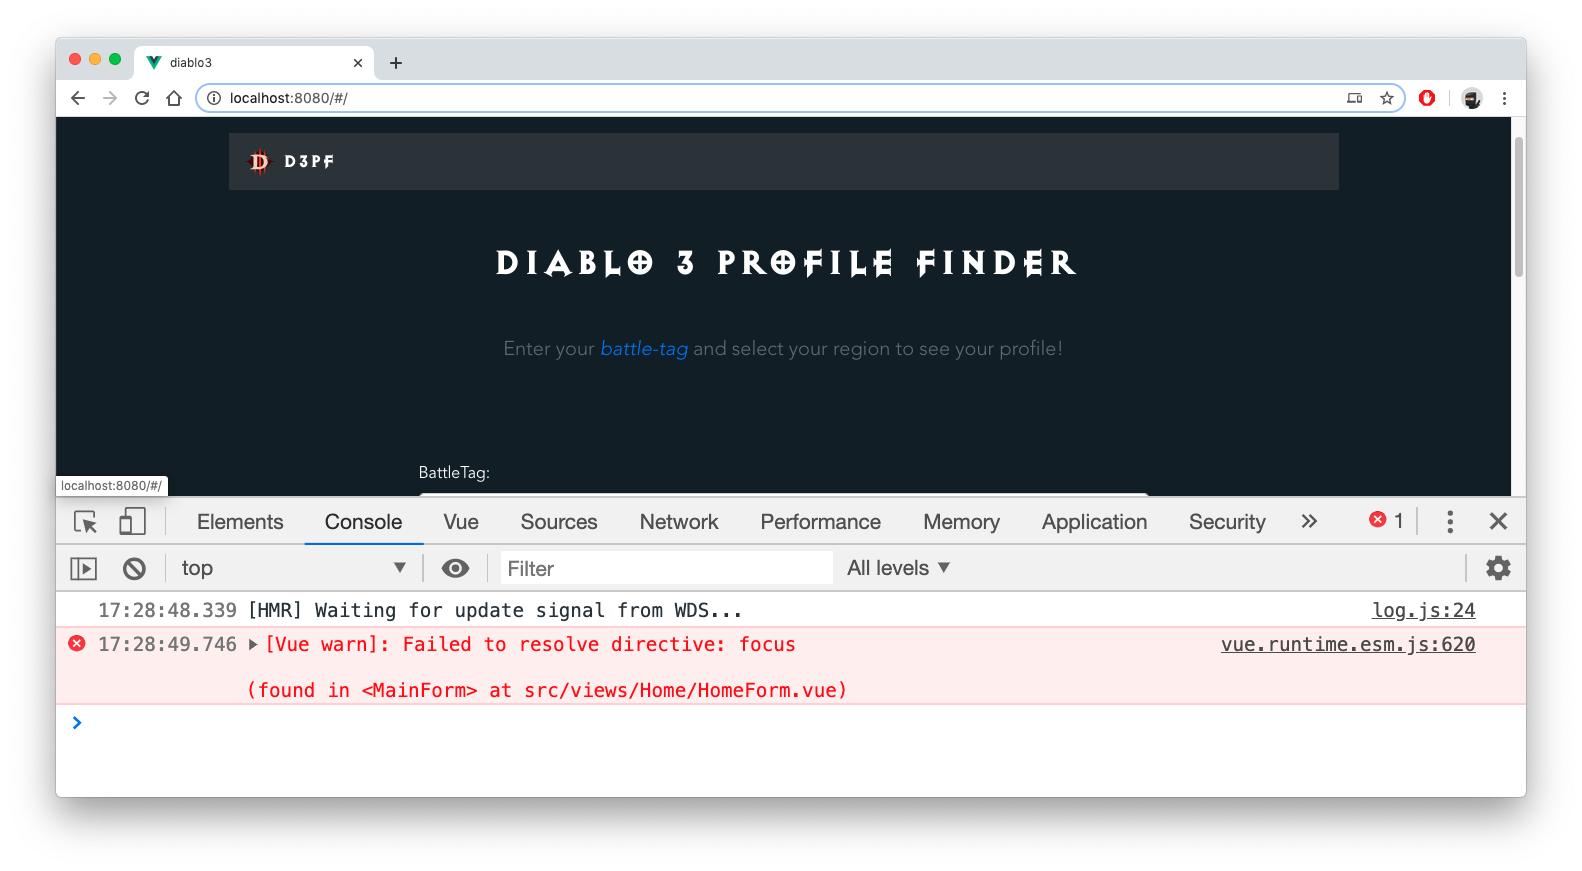 diablo3
localhost:8080/#/
D D3PF
DIABLO 3 PROFILE FINDER
Enter your battle-tag and select your region to see your profile!
BattleTag:
localhost:8080/#/
Elements Console Vue Sources Network Performance Memory Application Security » 1
top Filter All levels
17:28:48.339 [HMR] Waiting for update signal from WDS... log.js:24
17:28:49.746 [Vue warn]: Failed to resolve directive: focus vue.runtime.esm.js:620
(found in <MainForm> at src/views/Home/HomeForm.vue)